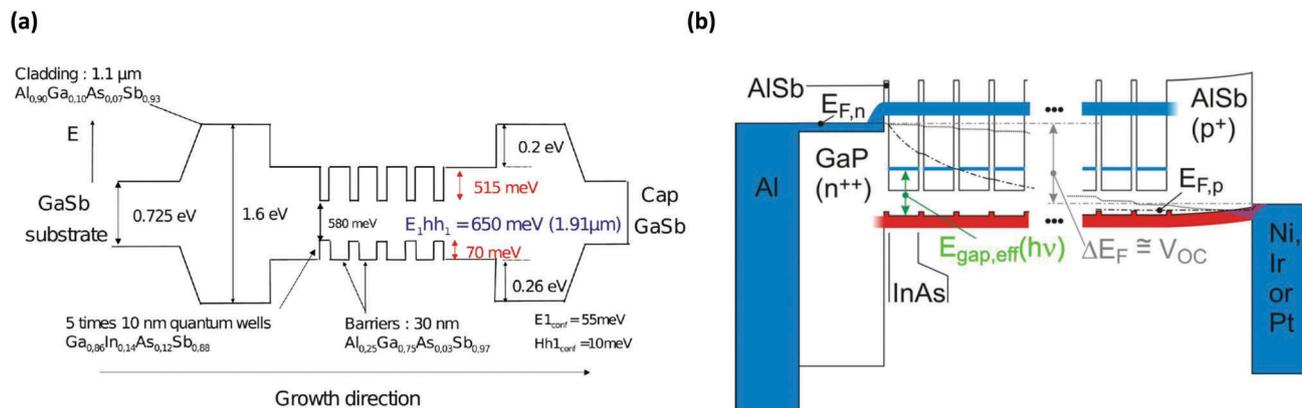 (a)
Cladding : 1.1 µm
Al0,90Ga0,10As0,07Sb0,93
E
GaSb
substrate
0.725 eV
1.6 eV
580 meV
515 meV
E1hh1 = 650 meV (1.91µm)
70 meV
0.2 eV
0.26 eV
Cap
GaSb
5 times 10 nm quantum wells
Ga0,86In0,14As0,12Sb0,88
Barriers : 30 nm
Al0,25Ga0,75As0,03Sb0,97
E1conf = 55meV
Hh1conf =10meV
Growth direction
(b)
AlSb
EF,n
GaP
(n++)
Al
AlSb
(p+)
EF,p
Egap,eff(hν)
ΔEF ≅ VOC
InAs
Ni,
Ir
or
Pt